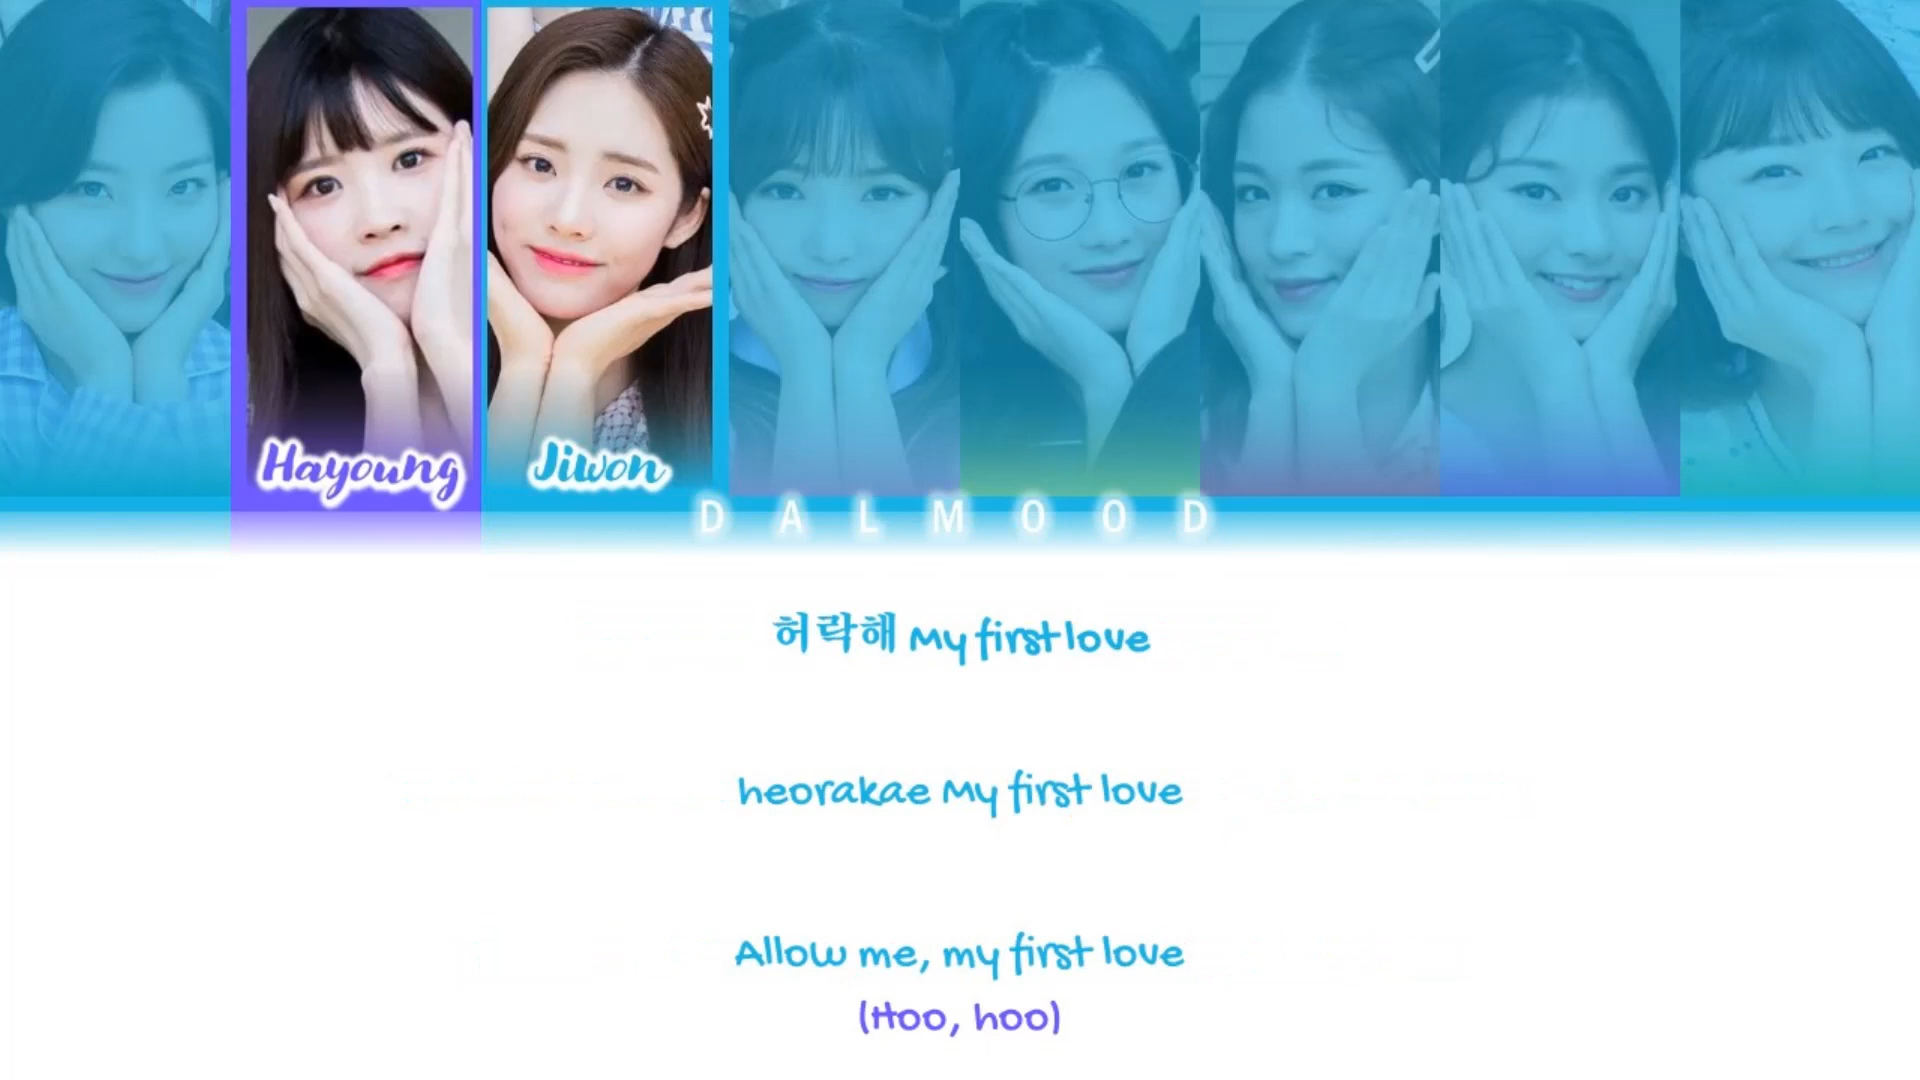 Hayoung
Jiwon
DALMOOD
허락해 My first love
heorakae My first love
Allow me, my first love
(Hoo, hoo)